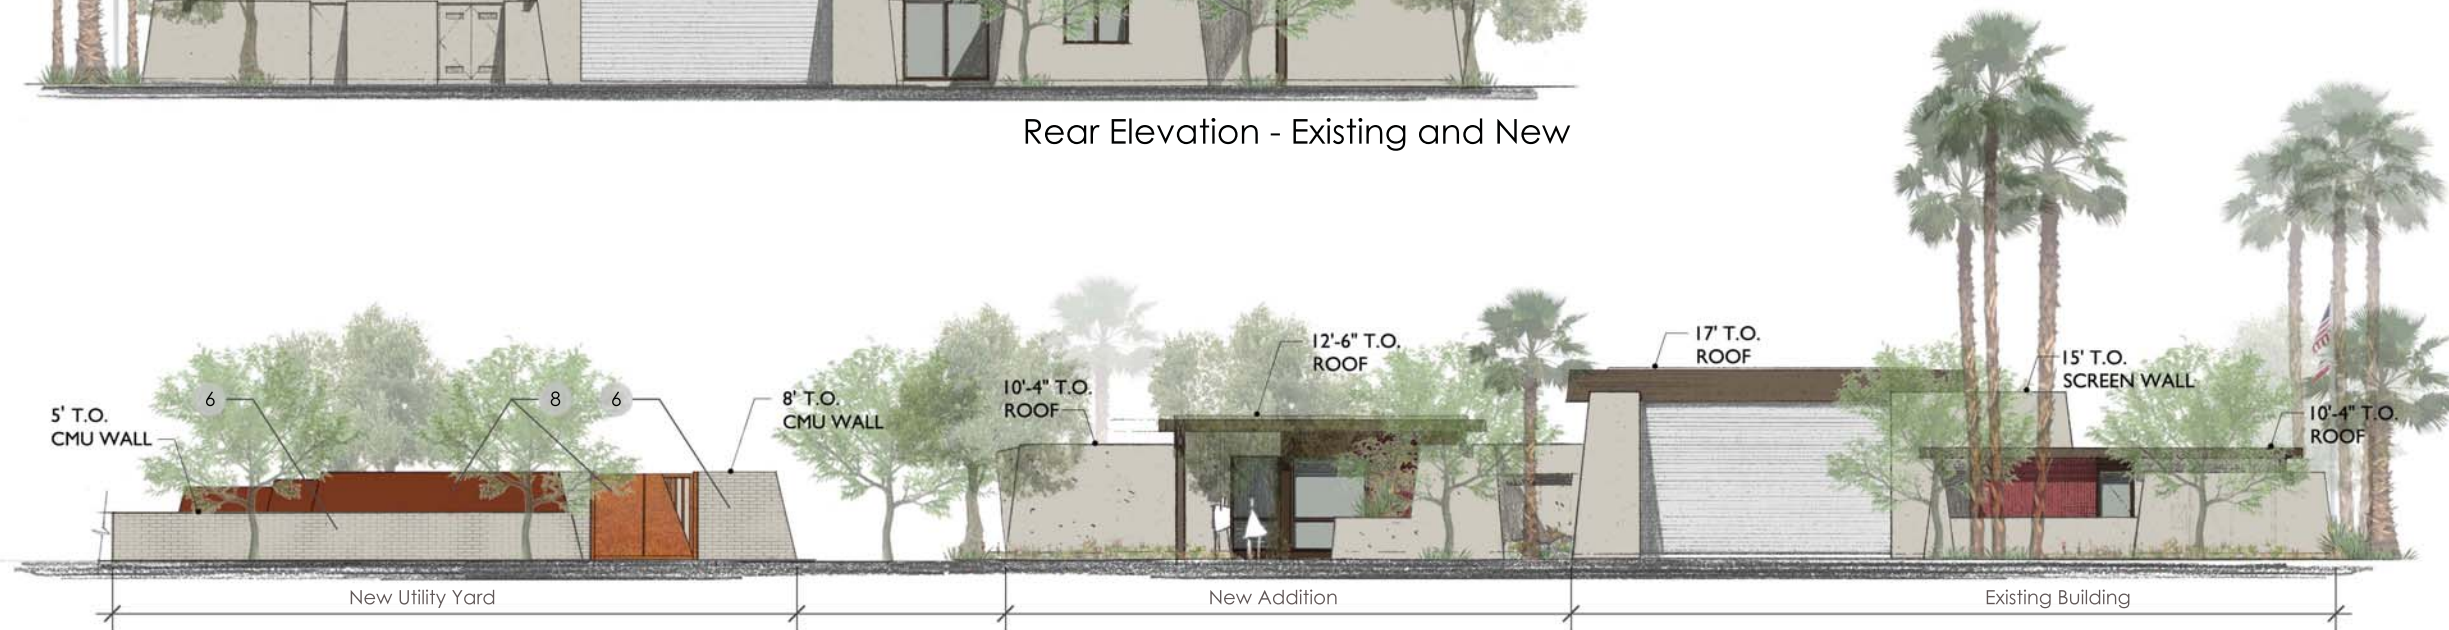 Rear Elevation - Existing and New
5' T.O.
CMU WALL
6
8
6
8' T.O.
CMU WALL
10'-4" T.O.
ROOF
12'-6" T.O.
ROOF
17' T.O.
ROOF
15' T.O.
SCREEN WALL
10'-4" T.O.
ROOF
New Utility Yard
New Addition
Existing Building